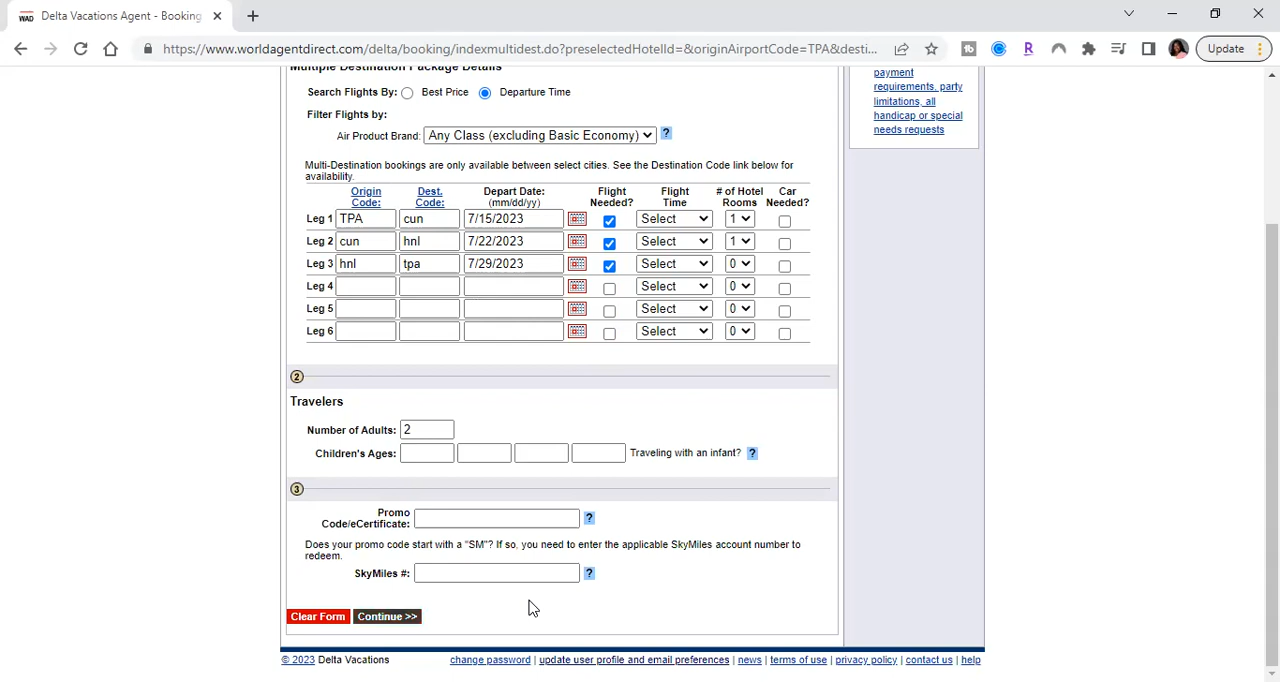 WAD Delta Vacations Agent - Booking
https://www.worldagentdirect.com/delta/booking/indexmultidest.do?preselectedHotelId=&originAirportCode=TPA&desti...
Update
Multiple Destination Package Details
Search Flights By: Best Price Departure Time
Filter Flights by:
Air Product Brand: Any Class (excluding Basic Economy) ?
Multi-Destination bookings are only available between select cities. See the Destination Code link below for
availability.
Origin Dest. Depart Date: Flight Flight # of Hotel Car
Code: Code: (mm/dd/yy) Needed? Time Rooms Needed?
Leg 1 TPA cun 7/15/2023 Select 1
Leg 2 cun hnl 7/22/2023 Select 1
Leg 3 hnl tpa 7/29/2023 Select 0
Leg 4 Select 0
Leg 5 Select 0
Leg 6 Select 0
2
Travelers
Number of Adults: 2
Children's Ages: Traveling with an infant? ?
3
Promo
Code/eCertificate: ?
Does your promo code start with a "SM"? If so, you need to enter the applicable SkyMiles account number to
redeem.
SkyMiles #: ?
Clear Form Continue >>
payment
requirements, party
limitations, all
handicap or special
needs requests
© 2023 Delta Vacations change password | update user profile and email preferences | news | terms of use | privacy policy | contact us | help